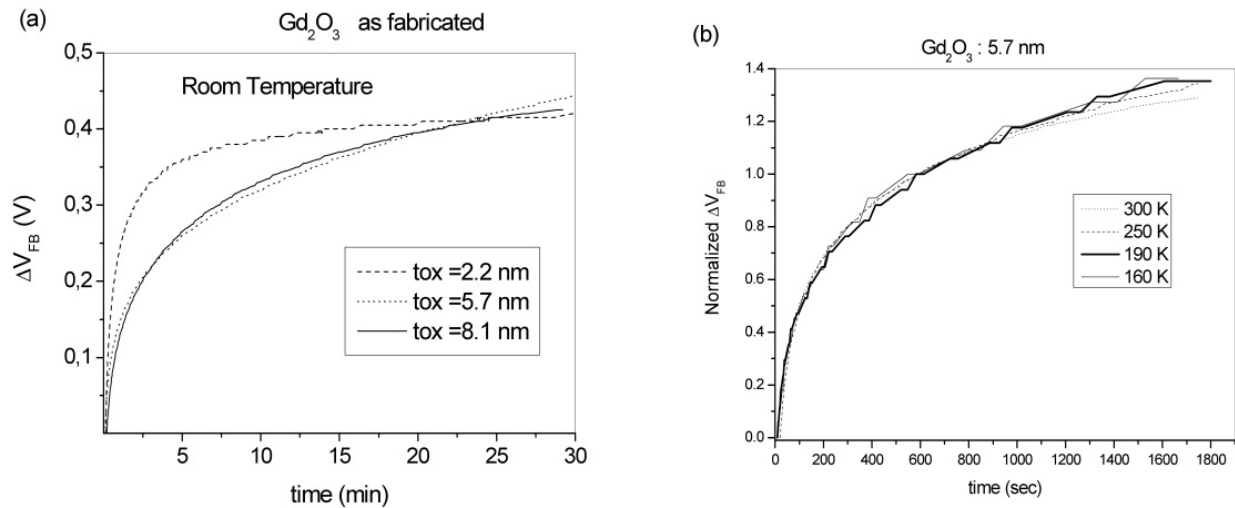 (a)
Gd2O3 as fabricated
0,5
0,4
0,3
0,2
0,1
ΔVFB (V)
Room Temperature
tox =2.2 nm
tox =5.7 nm
tox =8.1 nm
5 10 15 20 25 30
time (min)
(b)
Gd2O3 : 5.7 nm
1.4
1.2
1.0
0.8
0.6
0.4
0.2
0.0
Normalized ΔVFB
300 K
250 K
190 K
160 K
0 200 400 600 800 1000 1200 1400 1600 1800
time (sec)